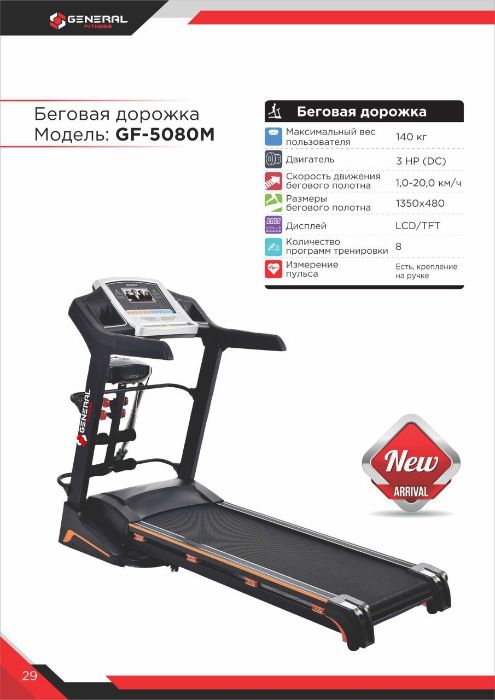 GENERAL
FITNESS
Беговая дорожка
Модель: GF-5080M
Беговая дорожка
Максимальный вес
пользователя
140 кг
Двигатель
3 HP (DC)
Скорость движения
бегового полотна
1,0-20,0 км/ч
Размеры
бегового полотна
1350x480
Дисплей
LCD/TFT
Количество
программ тренировки
8
Измерение
пульса
Есть, крепление
на ручке
GENERAL
New
ARRIVAL
29